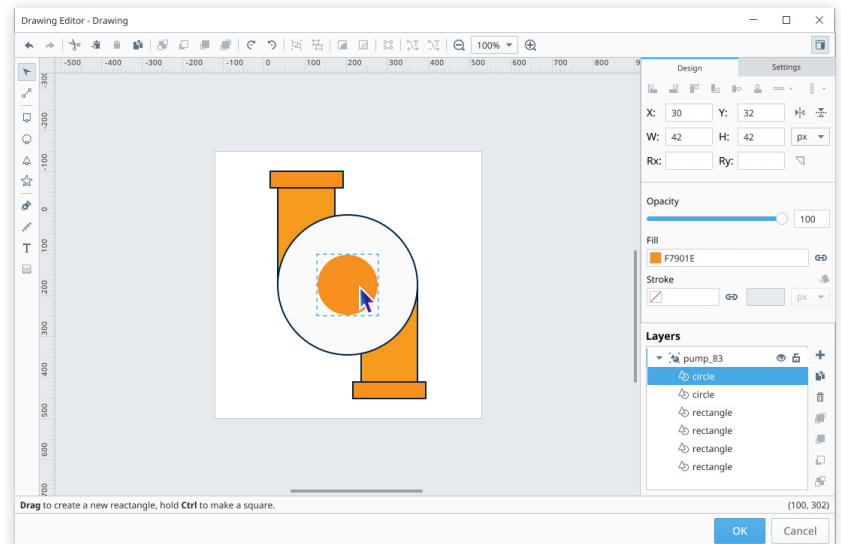 Drawing Editor - Drawing
100%
-500 -400 -300 -200 -100 0 100 200 300 400 500 600 700 800 9
-300
-200
-100
0
100
200
300
400
500
600
700
Design Settings
X: 30 Y: 32
W: 42 H: 42 px
Rx: Ry:
Opacity
100
Fill
F7901E
Stroke
px
Layers
pump_83
circle
circle
rectangle
rectangle
rectangle
rectangle
Drag to create a new reactangle, hold Ctrl to make a square. (100, 302)
OK Cancel